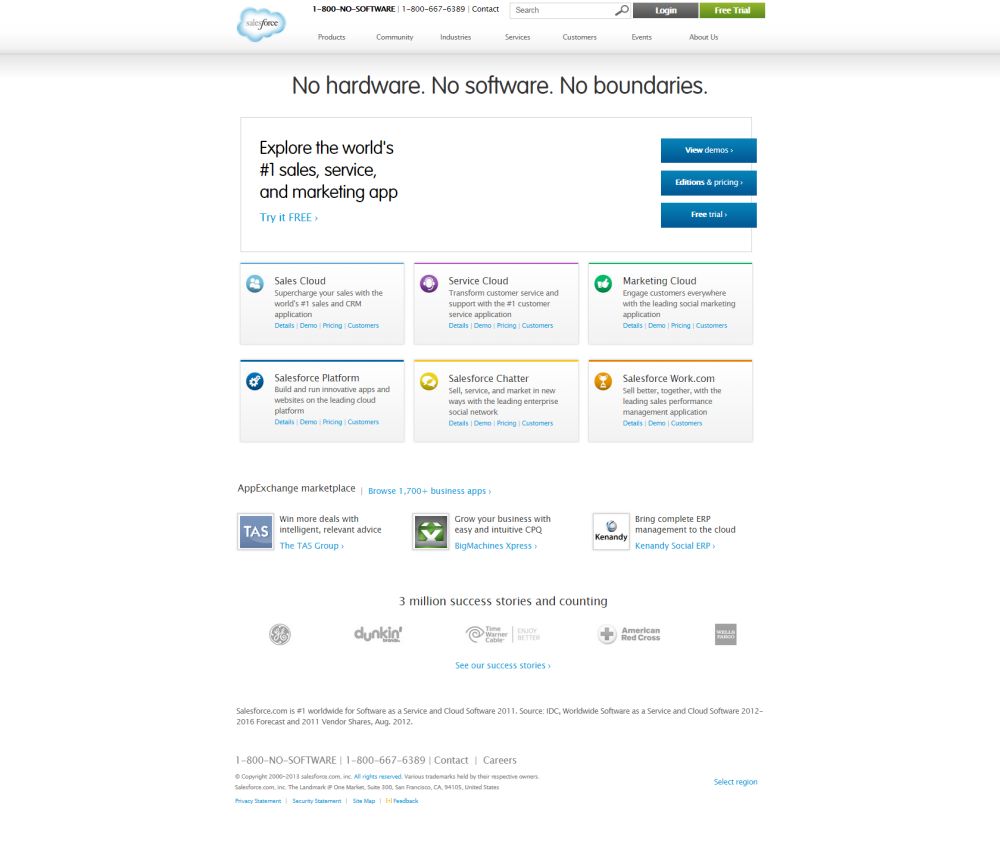 salesforce
1-800-NO-SOFTWARE | 1-800-667-6389 | Contact
Search
Login
Free Trial
Products
Community
Industries
Services
Customers
Events
About Us
No hardware. No software. No boundaries.
Explore the world's
#1 sales, service,
and marketing app
Try it FREE ›
View demos ›
Editions & pricing ›
Free trial ›
Sales Cloud
Supercharge your sales with the
world's #1 sales and CRM
application
Details | Demo | Pricing | Customers
Service Cloud
Transform customer service and
support with the #1 customer
service application
Details | Demo | Pricing | Customers
Marketing Cloud
Engage customers everywhere
with the leading social marketing
application
Details | Demo | Pricing | Customers
Salesforce Platform
Build and run innovative apps and
websites on the leading cloud
platform
Details | Demo | Pricing | Customers
Salesforce Chatter
Sell, service, and market in new
ways with the leading enterprise
social network
Details | Demo | Pricing | Customers
Salesforce Work.com
Sell better, together, with the
leading sales performance
management application
Details | Demo | Customers
AppExchange marketplace | Browse 1,700+ business apps ›
TAS
Win more deals with
intelligent, relevant advice
The TAS Group ›
Grow your business with
easy and intuitive CPQ
BigMachines Xpress ›
Kenandy
Bring complete ERP
management to the cloud
Kenandy Social ERP ›
3 million success stories and counting
GE
dunkin'
brands
Time
Warner
Cable
ENJOY
BETTER
American
Red Cross
WELLS
FARGO
See our success stories ›
Salesforce.com is #1 worldwide for Software as a Service and Cloud Software 2011. Source: IDC, Worldwide Software as a Service and Cloud Software 2012–
2016 Forecast and 2011 Vendor Shares, Aug. 2012.
1-800-NO-SOFTWARE | 1-800-667-6389 | Contact | Careers
© Copyright 2000-2013 salesforce.com, inc. All rights reserved. Various trademarks held by their respective owners.
Salesforce.com, inc. The Landmark @ One Market, Suite 300, San Francisco, CA, 94105, United States
Select region
Privacy Statement | Security Statement | Site Map | [+] Feedback